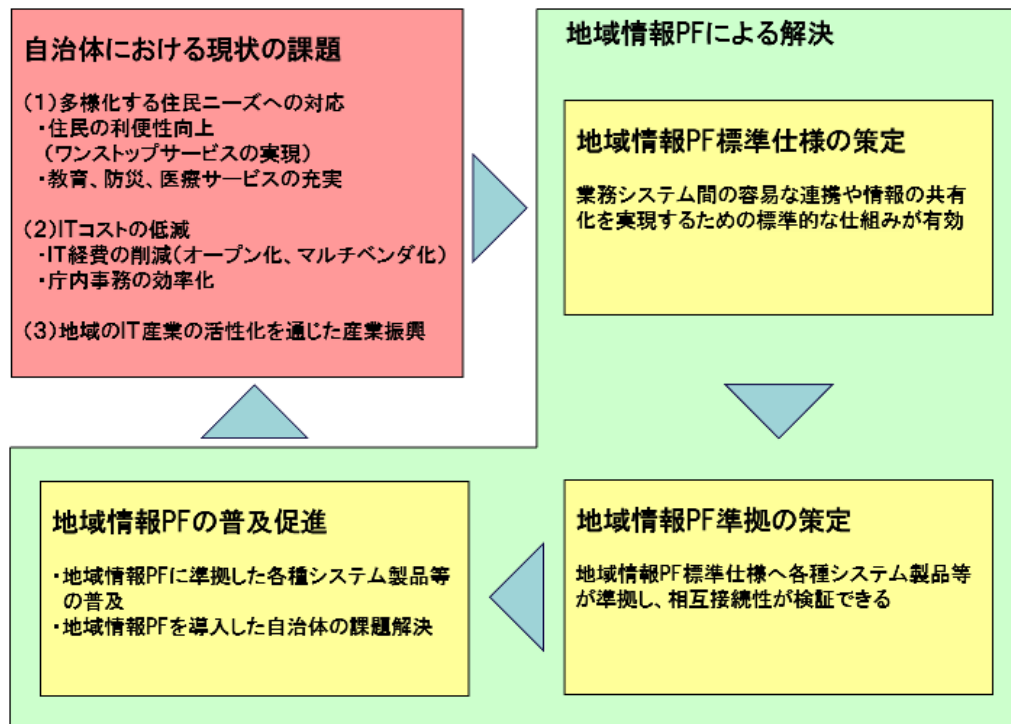 自治体における現状の課題
(1)多様化する住民ニーズへの対応
・住民の利便性向上
(ワンストップサービスの実現)
・教育、防災、医療サービスの充実
(2)ITコストの低減
・IT経費の削減(オープン化、マルチベンダ化)
・庁内事務の効率化
(3)地域のIT産業の活性化を通じた産業振興
地域情報PFによる解決
地域情報PF標準仕様の策定
業務システム間の容易な連携や情報の共有
化を実現するための標準的な仕組みが有効
地域情報PF準拠の策定
地域情報PF標準仕様へ各種システム製品等
が準拠し、相互接続性が検証できる
地域情報PFの普及促進
・地域情報PFに準拠した各種システム製品等
の普及
・地域情報PFを導入した自治体の課題解決